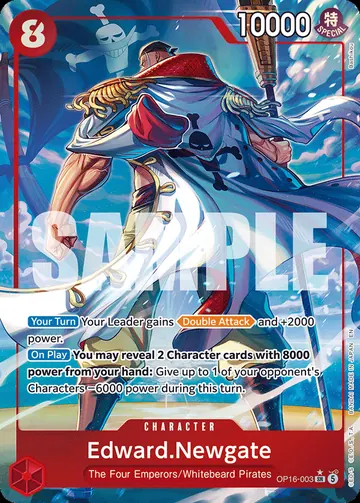 8
10000
特
SPECIAL
SAMPLE
Your Turn Your Leader gains Double Attack and +2000
power.
On Play You may reveal 2 Character cards with 8000
power from your hand: Give up to 1 of your opponent's
Characters −6000 power during this turn.
CHARACTER
Edward.Newgate
The Four Emperors/Whitebeard Pirates
OP16-003 SR 5